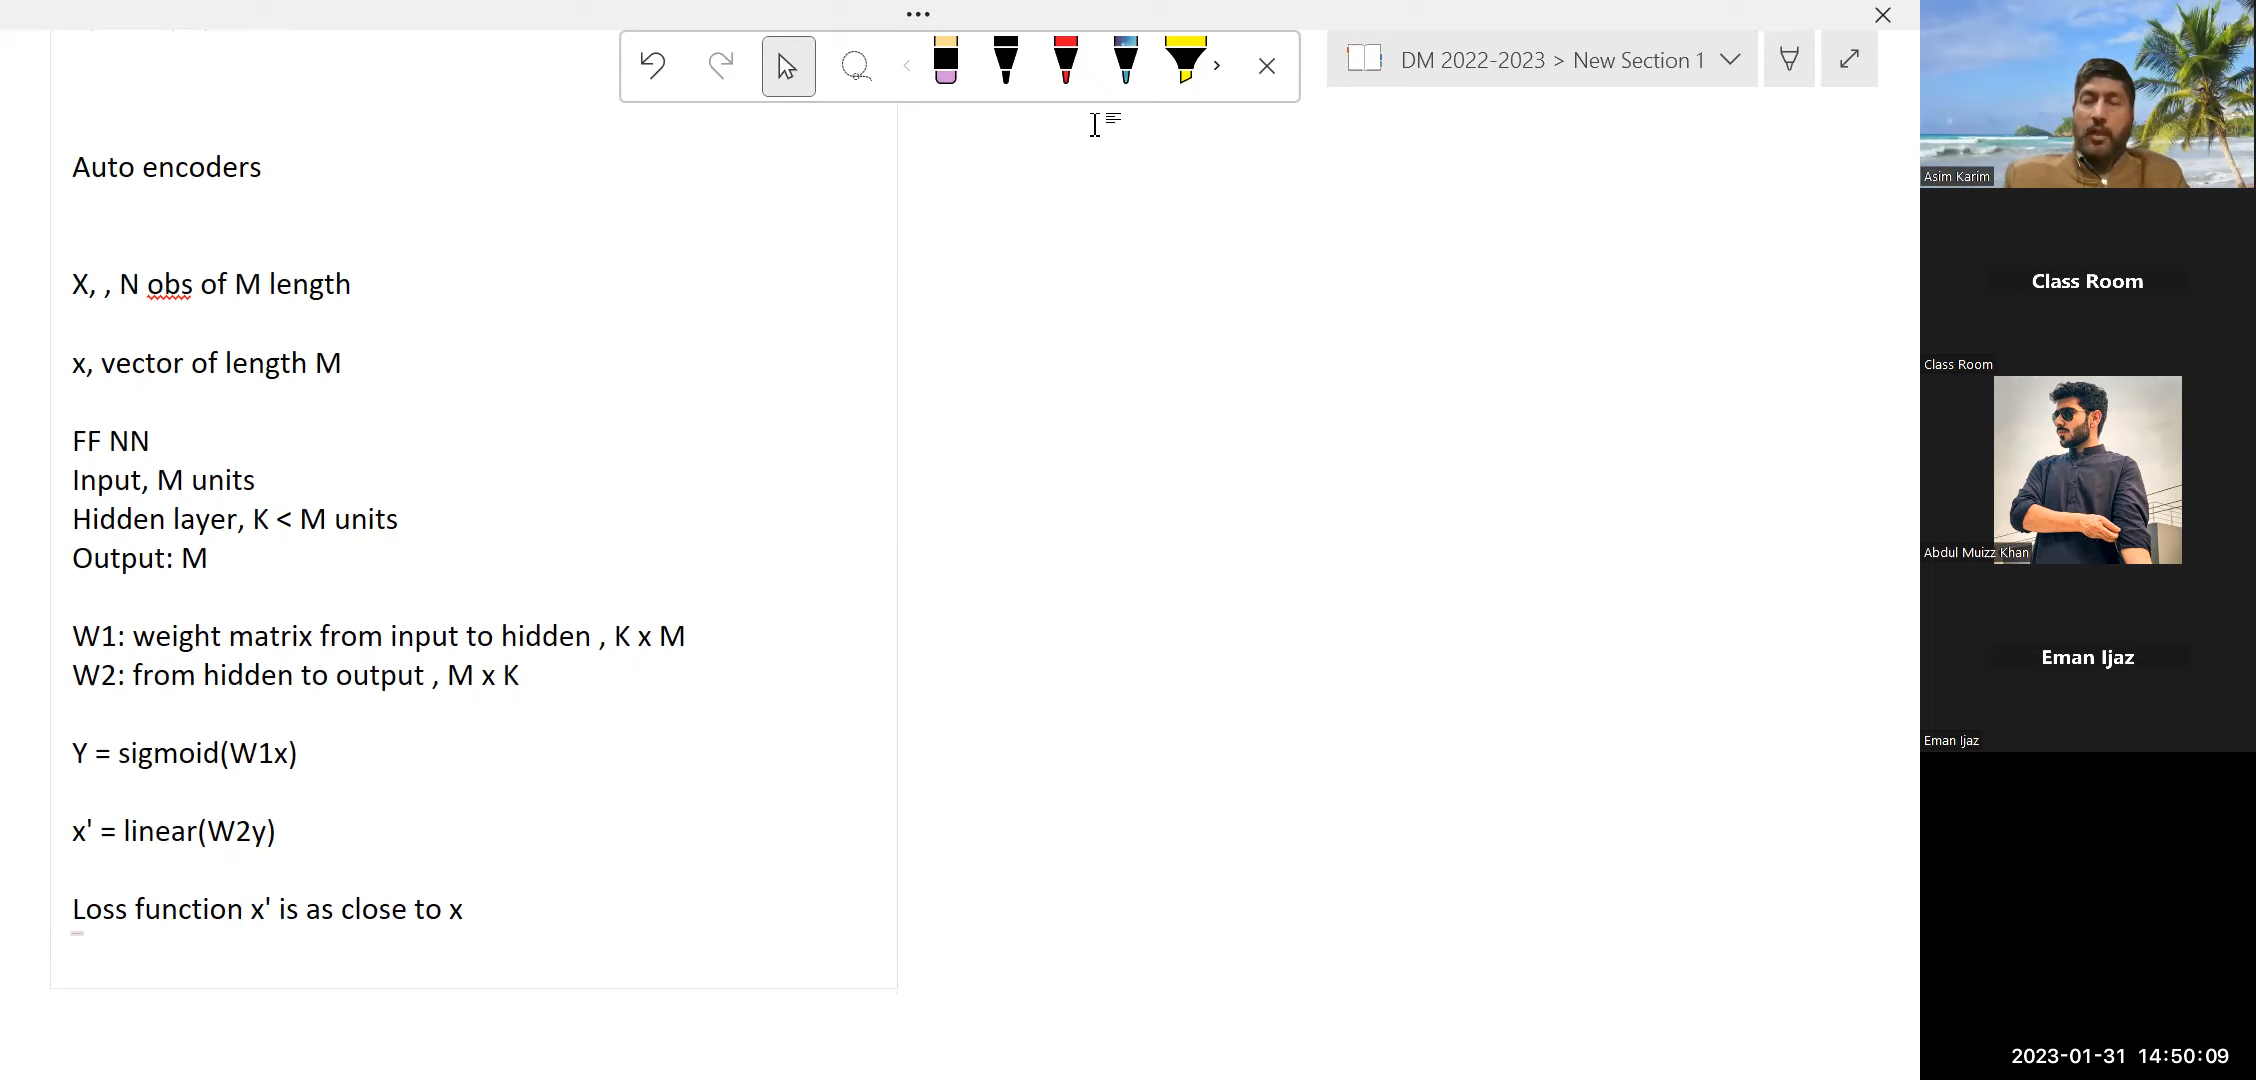 DM 2022-2023 > New Section 1
Auto encoders
X, , N obs of M length
x, vector of length M
FF NN
Input, M units
Hidden layer, K < M units
Output: M
W1: weight matrix from input to hidden , K x M
W2: from hidden to output , M x K
Y = sigmoid(W1x)
x' = linear(W2y)
Loss function x' is as close to x
Asim Karim
Class Room
Class Room
Abdul Muizz Khan
Eman Ijaz
Eman Ijaz
2023-01-31 14:50:09